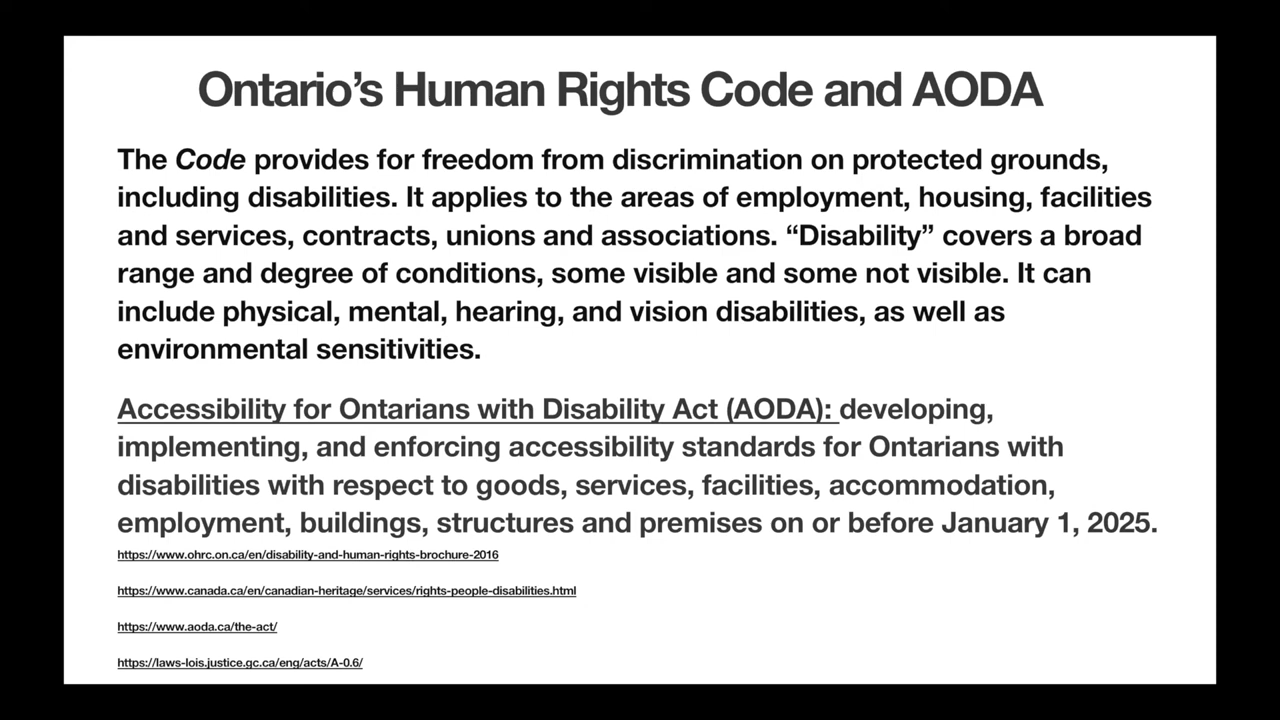 Ontario’s Human Rights Code and AODA
The Code provides for freedom from discrimination on protected grounds,
including disabilities. It applies to the areas of employment, housing, facilities
and services, contracts, unions and associations. “Disability” covers a broad
range and degree of conditions, some visible and some not visible. It can
include physical, mental, hearing, and vision disabilities, as well as
environmental sensitivities.
Accessibility for Ontarians with Disability Act (AODA): developing,
implementing, and enforcing accessibility standards for Ontarians with
disabilities with respect to goods, services, facilities, accommodation,
employment, buildings, structures and premises on or before January 1, 2025.
https://www.ohrc.on.ca/en/disability-and-human-rights-brochure-2016
https://www.canada.ca/en/canadian-heritage/services/rights-people-disabilities.html
https://www.aoda.ca/the-act/
https://laws-lois.justice.gc.ca/eng/acts/A-0.6/